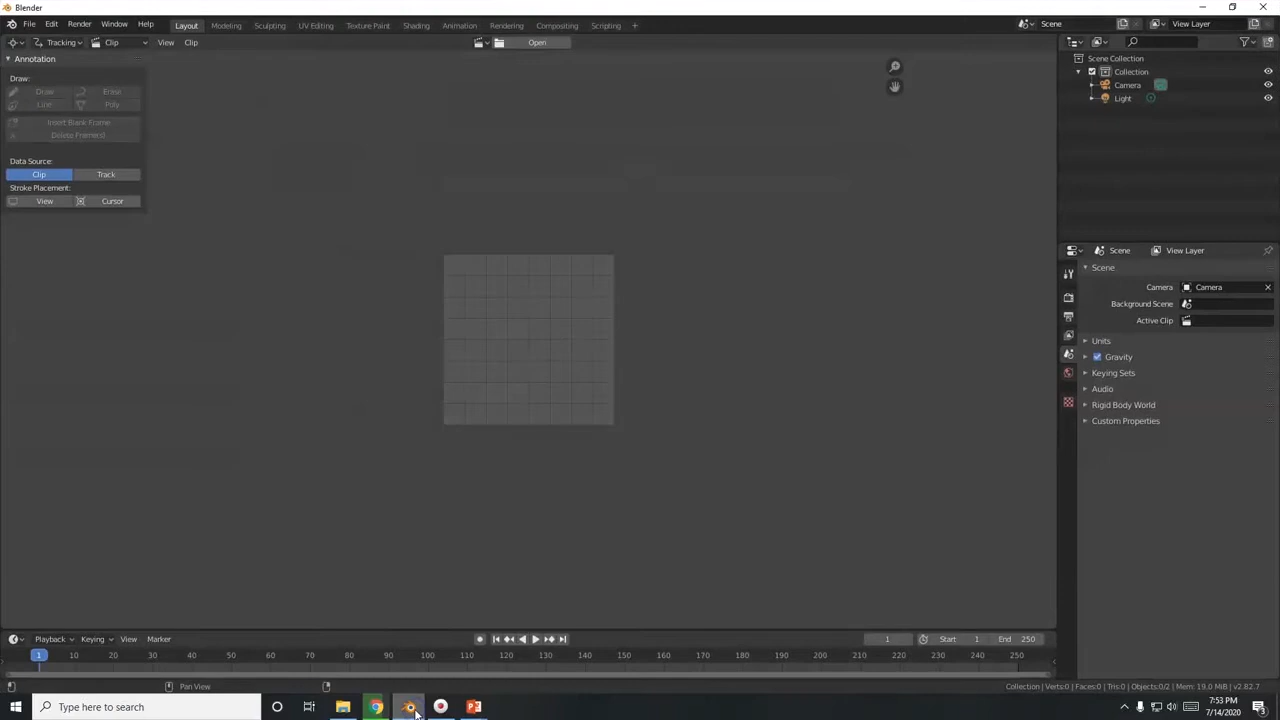 Blender
File Edit Render Window Help Layout Modeling Sculpting UV Editing Texture Paint Shading Animation Rendering Compositing Scripting + Scene View Layer
Tracking Clip View Clip Open
Annotation
Scene Collection
Draw:
Collection
Draw Erase
Camera
Line Poly
Light
Insert Blank Frame
Delete Frame(s)
Data Source:
Clip Track
Stroke Placement:
View Cursor
Scene View Layer
Scene
Camera Camera
Background Scene
Active Clip
Units
Gravity
Keying Sets
Audio
Rigid Body World
Custom Properties
Playback Keying View Marker 1 Start 1 End 250
1 10 20 30 40 50 60 70 80 90 100 110 120 130 140 150 160 170 180 190 200 210 220 230 240 250
Pan View Collection | Verts:0 | Faces:0 | Tris:0 | Objects:0/2 | Mem: 19.0 MiB | v2.82.7
Type here to search
7:53 PM
7/14/2020